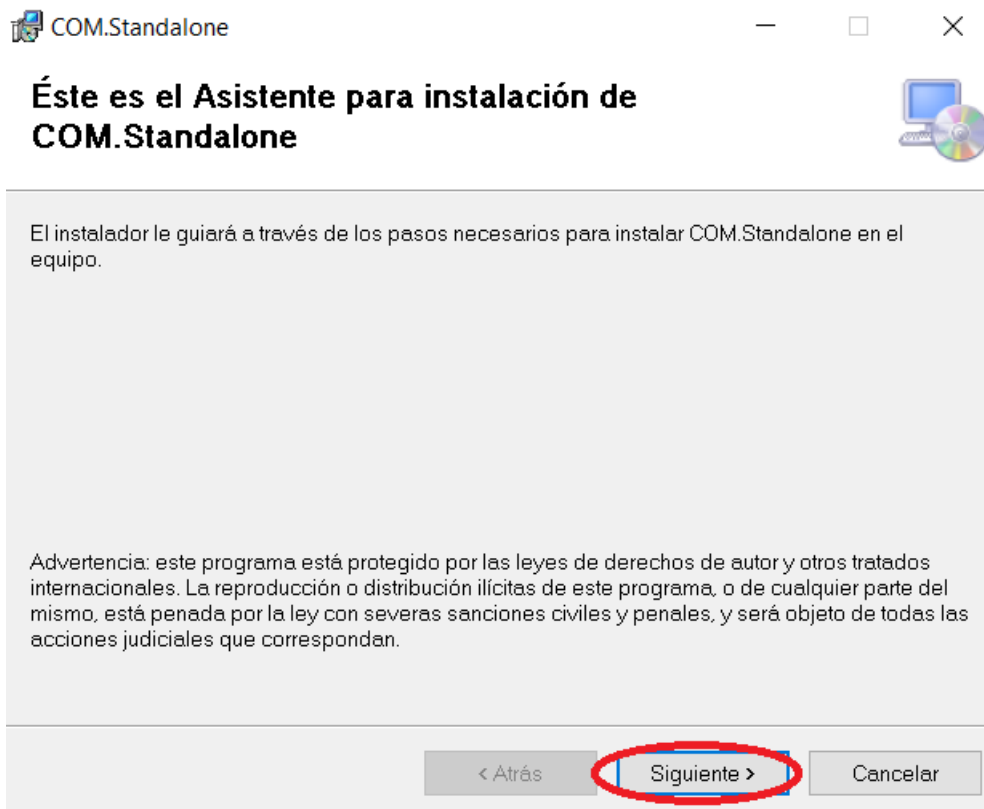 COM.Standalone
Éste es el Asistente para instalación de
COM.Standalone
El instalador le guiará a través de los pasos necesarios para instalar COM.Standalone en el
equipo.
Advertencia: este programa está protegido por las leyes de derechos de autor y otros tratados
internacionales. La reproducción o distribución ilícitas de este programa, o de cualquier parte del
mismo, está penada por la ley con severas sanciones civiles y penales, y será objeto de todas las
acciones judiciales que correspondan.
< Atrás
Siguiente >
Cancelar